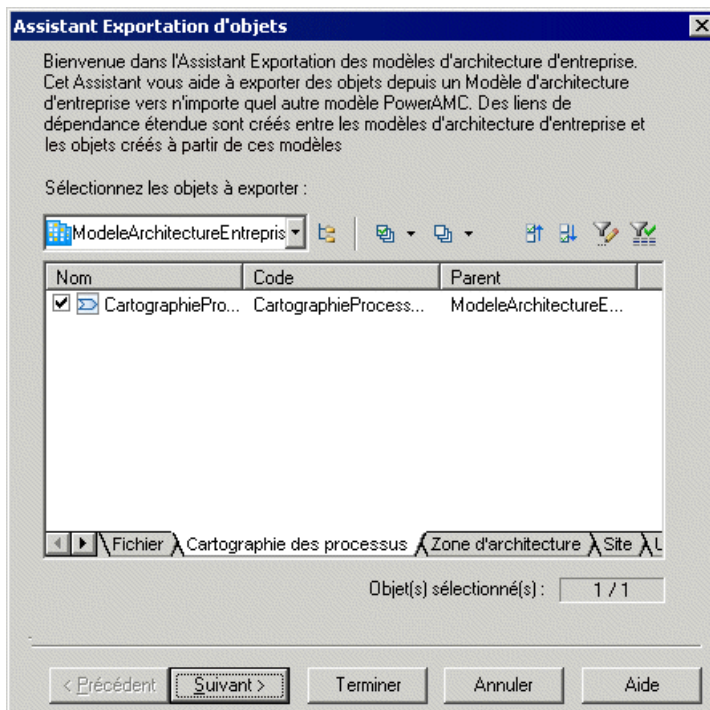 Assistant Exportation d'objets
Bienvenue dans l'Assistant Exportation des modèles d'architecture d'entreprise.
Cet Assistant vous aide à exporter des objets depuis un Modèle d'architecture
d'entreprise vers n'importe quel autre modèle PowerAMC. Des liens de
dépendance étendue sont créés entre les modèles d'architecture d'entreprise et
les objets créés à partir de ces modèles
Sélectionnez les objets à exporter :
ModeleArchitectureEntrepris
Nom Code Parent
CartographiePro... CartographieProcess... ModeleArchitectureE...
Fichier Cartographie des processus Zone d'architecture Site U
Objet(s) sélectionné(s) : 1 / 1
< Précédent Suivant > Terminer Annuler Aide